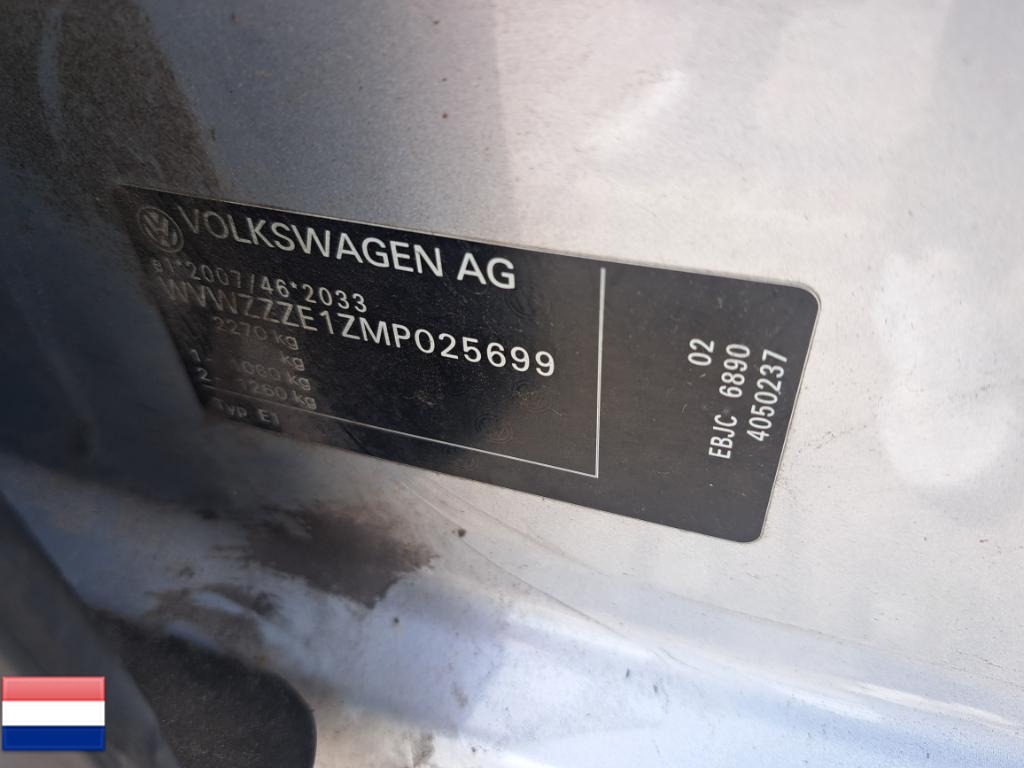 VOLKSWAGEN AG
e1*2007/46*2033
WVWZZZE1ZMP025699
2270 kg
1 - kg
2 - 1060 kg
1260 kg
Typ E1
02
EBJC 6890
4050237